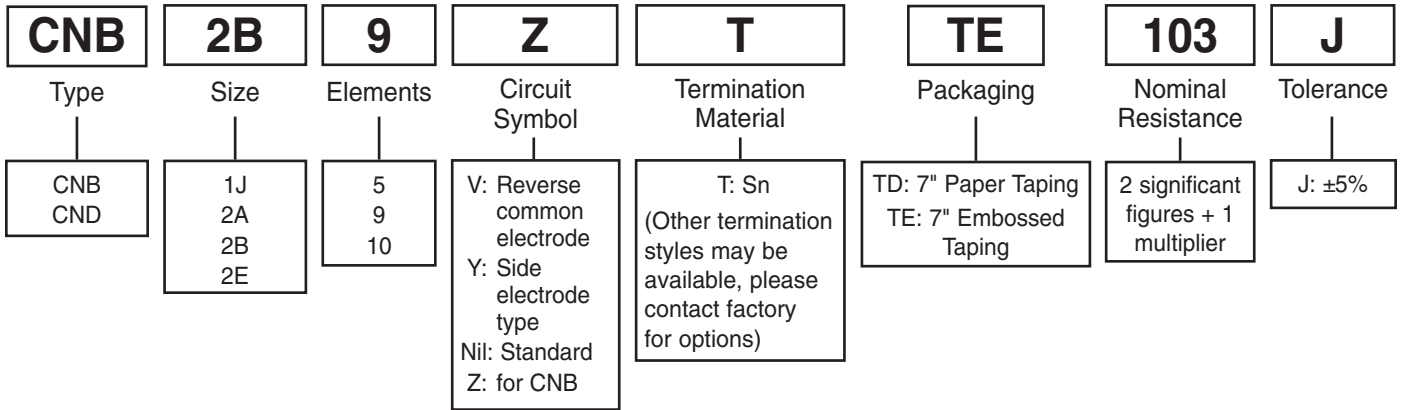 CNB 2B 9 Z T TE 103 J
Type Size Elements Circuit Symbol Termination Material Packaging Nominal Resistance Tolerance
CNB
CND
1J
2A
2B
2E
5
9
10
V: Reverse
common
electrode
Y: Side
electrode
type
Nil: Standard
Z: for CNB
T: Sn
(Other termination
styles may be
available, please
contact factory
for options)
TD: 7" Paper Taping
TE: 7" Embossed
Taping
2 significant
figures + 1
multiplier
J: ±5%